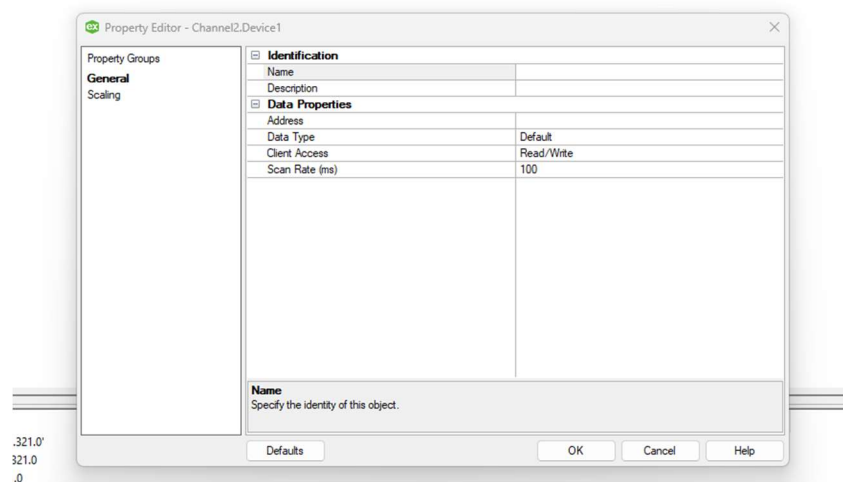 ex Property Editor - Channel2.Device1
Property Groups
General
Scaling
Identification
Name
Description
Data Properties
Address
Data Type Default
Client Access Read/Write
Scan Rate (ms) 100
Name
Specify the identity of this object.
Defaults OK Cancel Help
.321.0'
321.0
.0